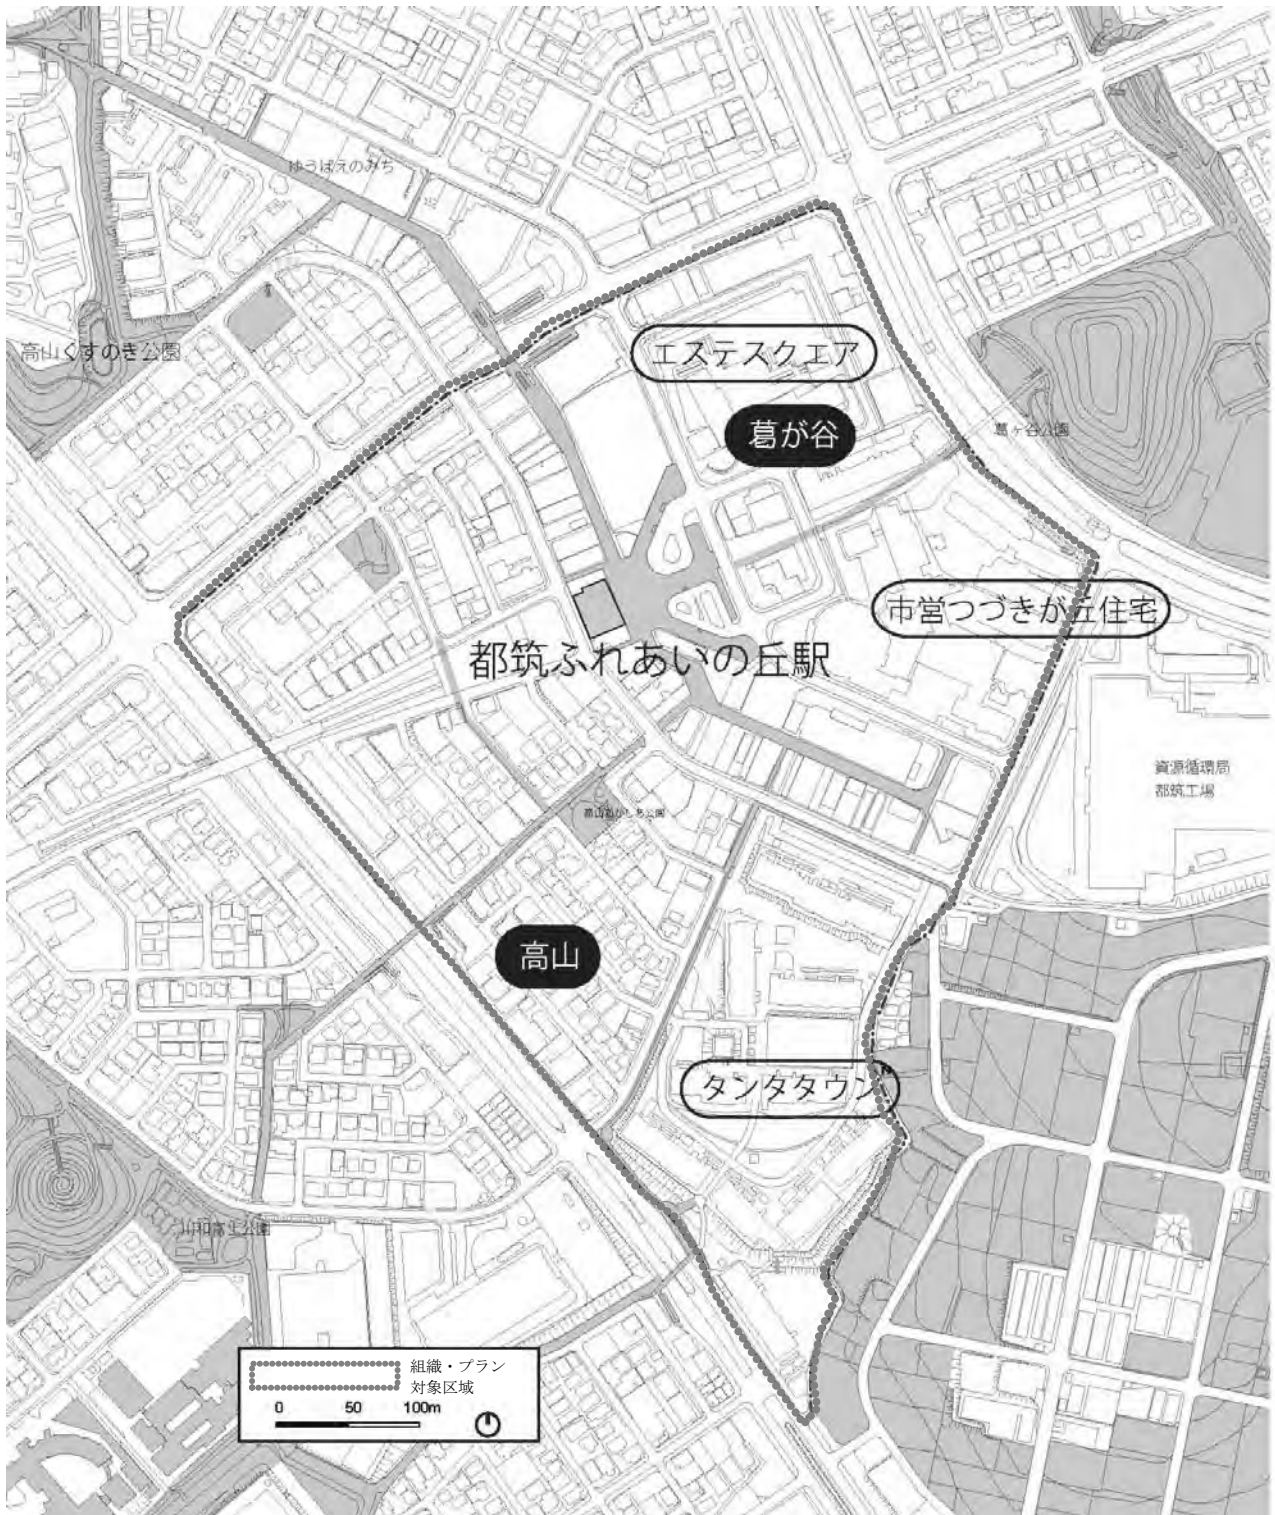 ゆうばえのみち
高山くすのき公園
エステスクエア
葛が谷
葛ヶ谷公園
市営つづきが丘住宅
都筑ふれあいの丘駅
資源循環局
都筑工場
高山
タンタタウン
川和富士公園
組織・プラン
対象区域
0 50 100m